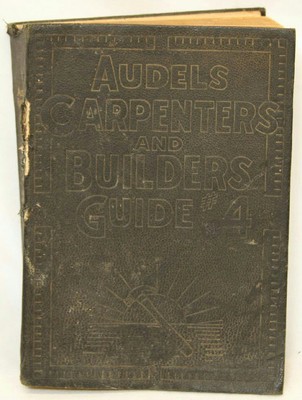 AUDELS
CARPENTERS
AND
BUILDERS
GUIDE #4